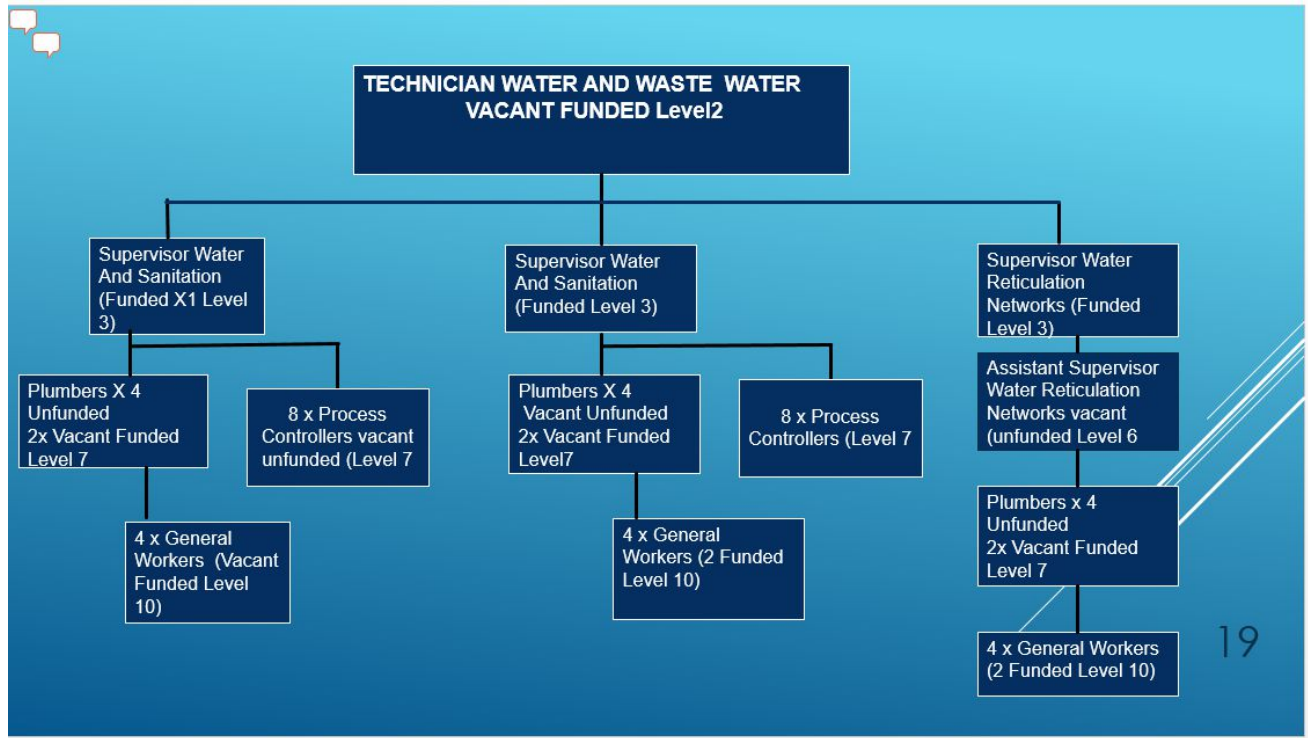 TECHNICIAN WATER AND WASTE WATER
VACANT FUNDED Level2
Supervisor Water
And Sanitation
(Funded X1 Level
3)
Supervisor Water
And Sanitation
(Funded Level 3)
Supervisor Water
Reticulation
Networks (Funded
Level 3)
Assistant Supervisor
Water Reticulation
Networks vacant
(unfunded Level 6
Plumbers X 4
Unfunded
2x Vacant Funded
Level 7
8 x Process
Controllers vacant
unfunded (Level 7
Plumbers X 4
Vacant Unfunded
2x Vacant Funded
Level7
8 x Process
Controllers (Level 7
Plumbers x 4
Unfunded
2x Vacant Funded
Level 7
4 x General
Workers (Vacant
Funded Level
10)
4 x General
Workers (2 Funded
Level 10)
4 x General Workers
(2 Funded Level 10)
19